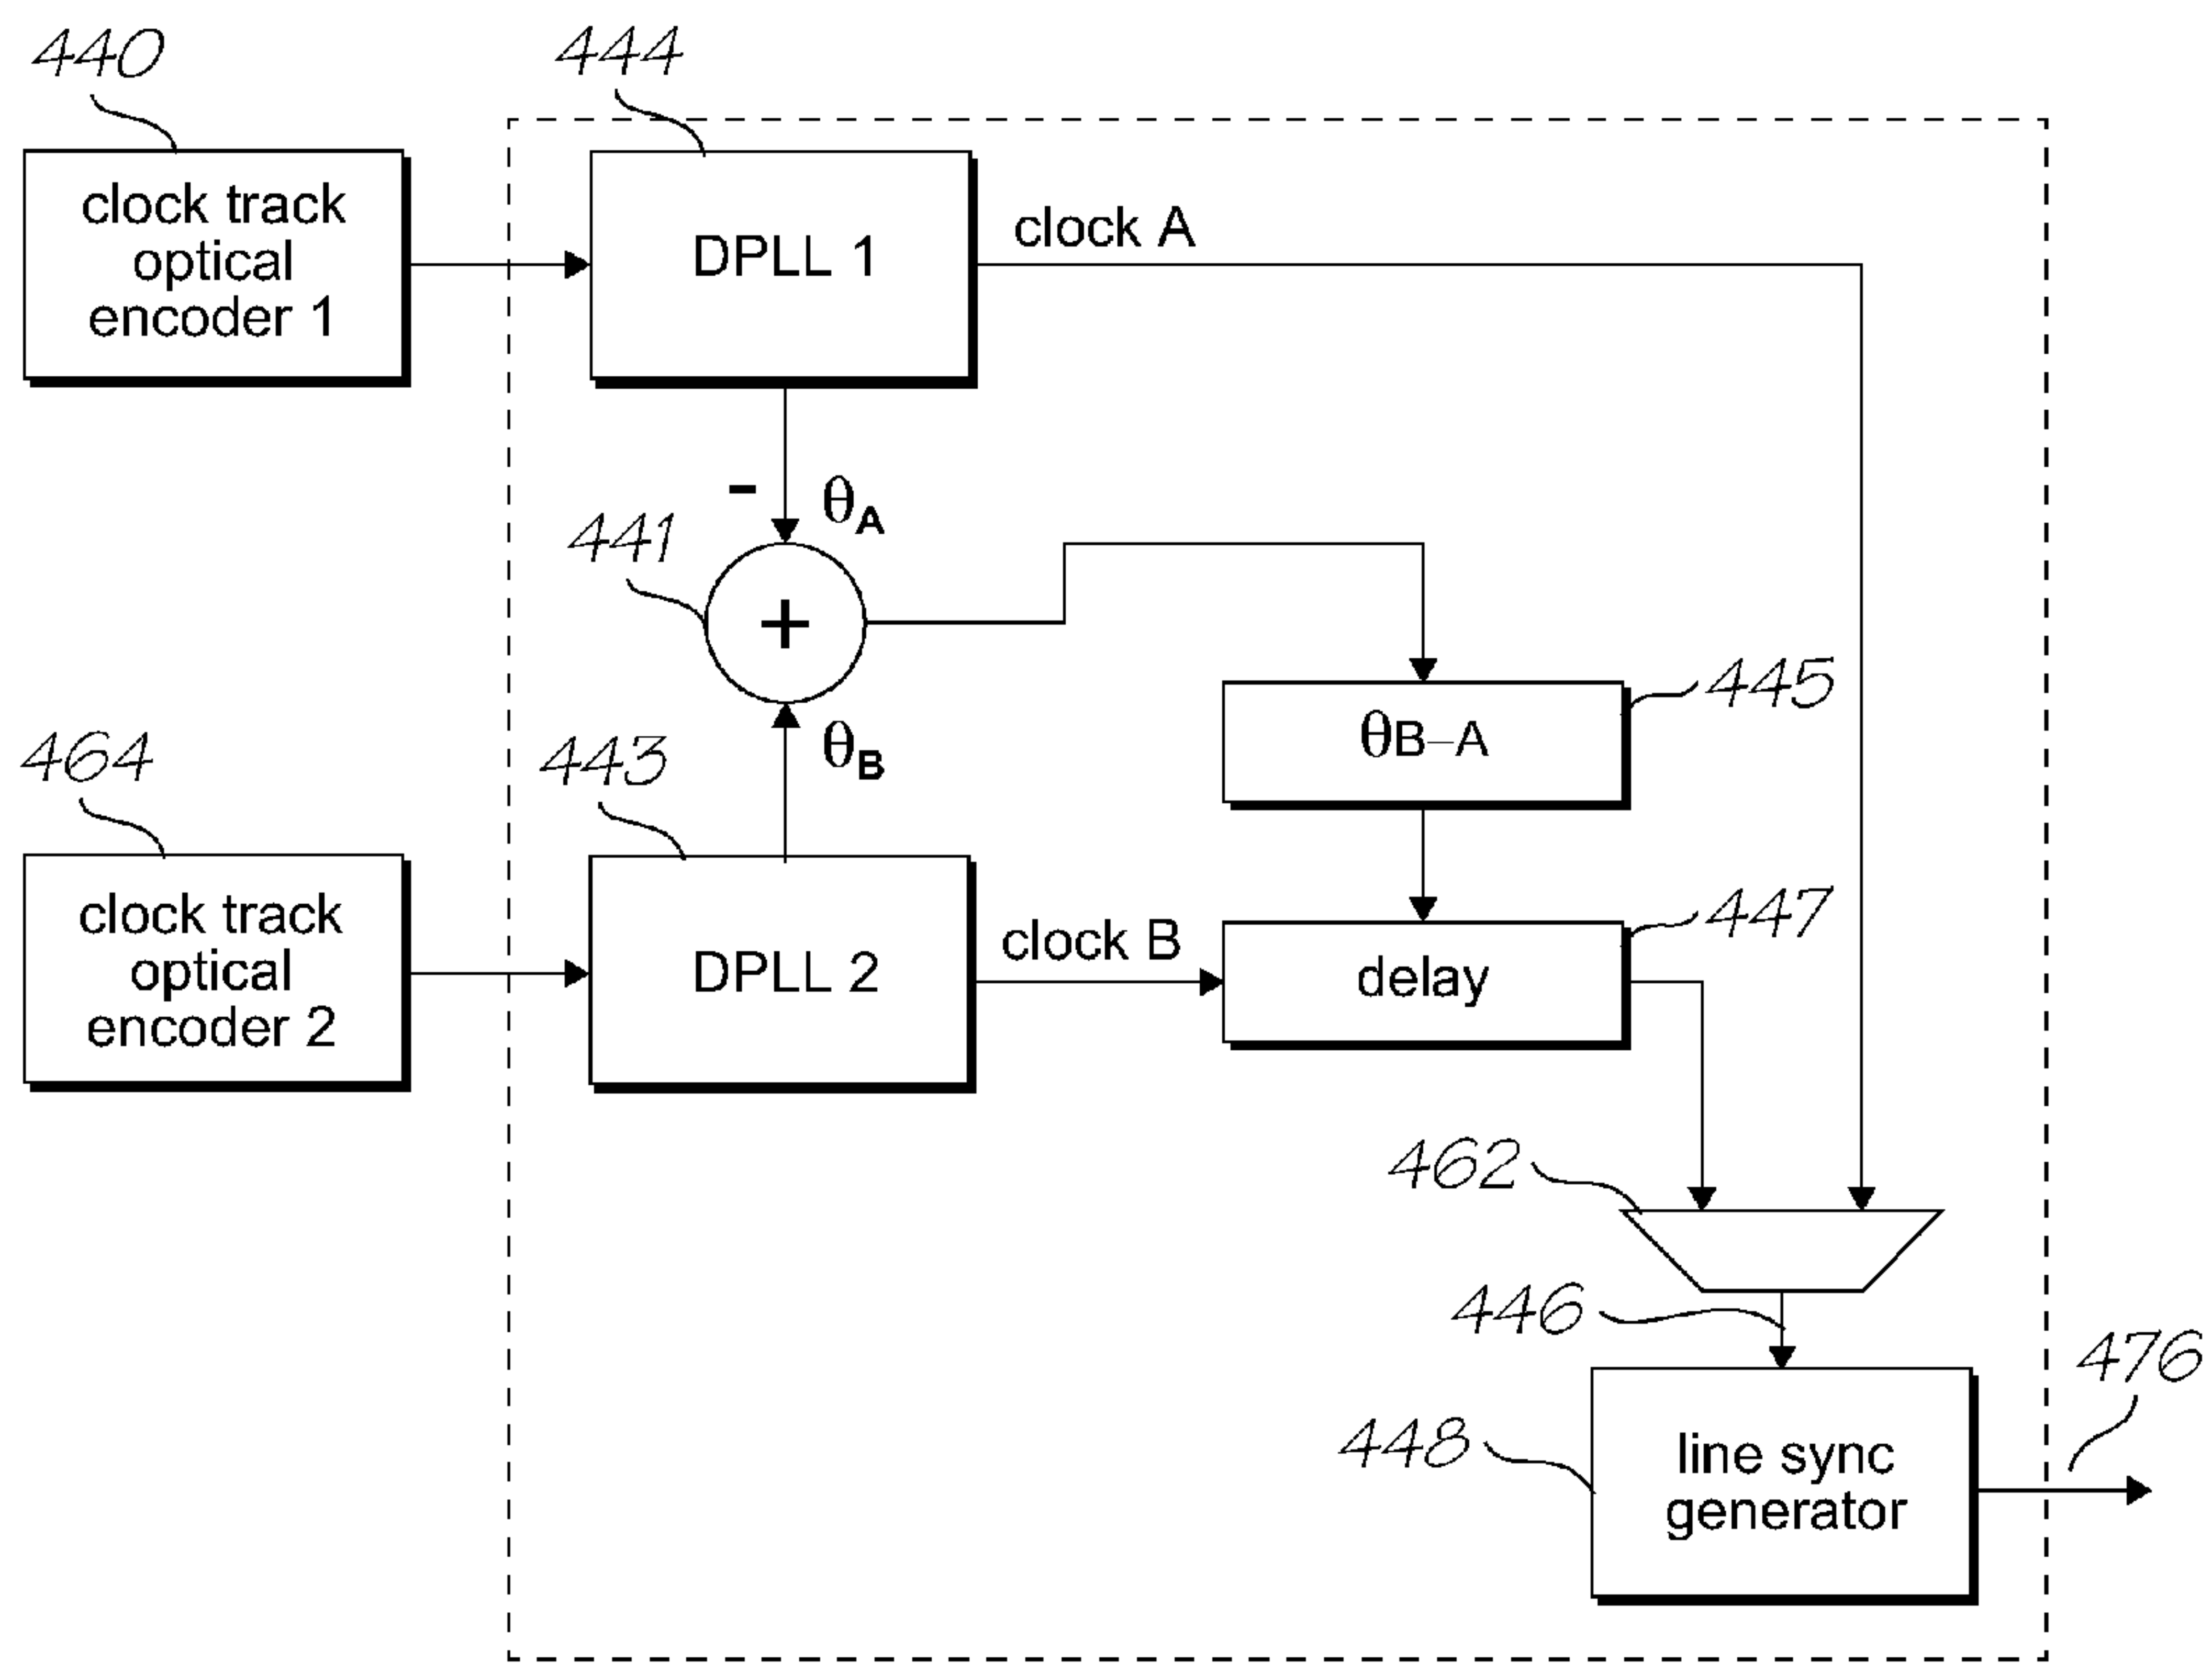 440
444
clock track
optical
encoder 1
DPLL 1
clock A
- θA
441
+
445
θB–A
θB
464
443
447
clock track
optical
encoder 2
DPLL 2
clock B
delay
462
446
476
448
line sync
generator